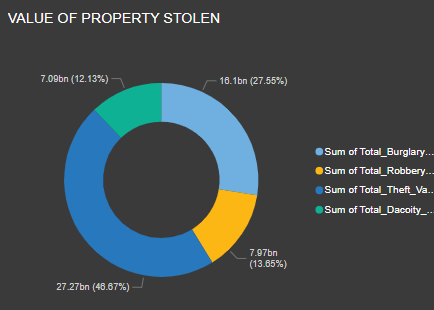 VALUE OF PROPERTY STOLEN
7.09bn (12.13%)
16.1bn (27.55%)
Sum of Total_Burglary...
Sum of Total_Robbery...
Sum of Total_Theft_Va...
Sum of Total_Dacoity_...
7.97bn
(13.65%)
27.27bn (46.67%)